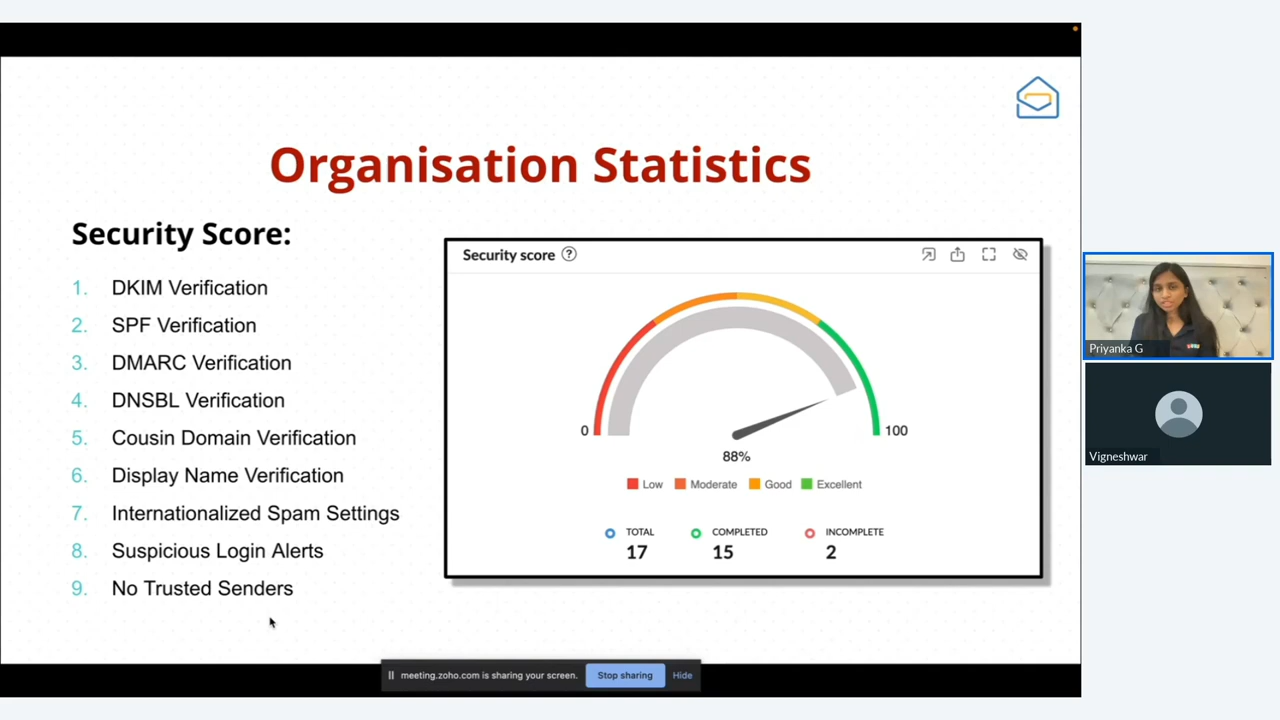 Organisation Statistics
Security Score:
1. DKIM Verification
2. SPF Verification
3. DMARC Verification
4. DNSBL Verification
5. Cousin Domain Verification
6. Display Name Verification
7. Internationalized Spam Settings
8. Suspicious Login Alerts
9. No Trusted Senders
Security score ?
0 100
88%
Low Moderate Good Excellent
TOTAL COMPLETED INCOMPLETE
17 15 2
Priyanka G
Vigneshwar
meeting.zoho.com is sharing your screen. Stop sharing Hide